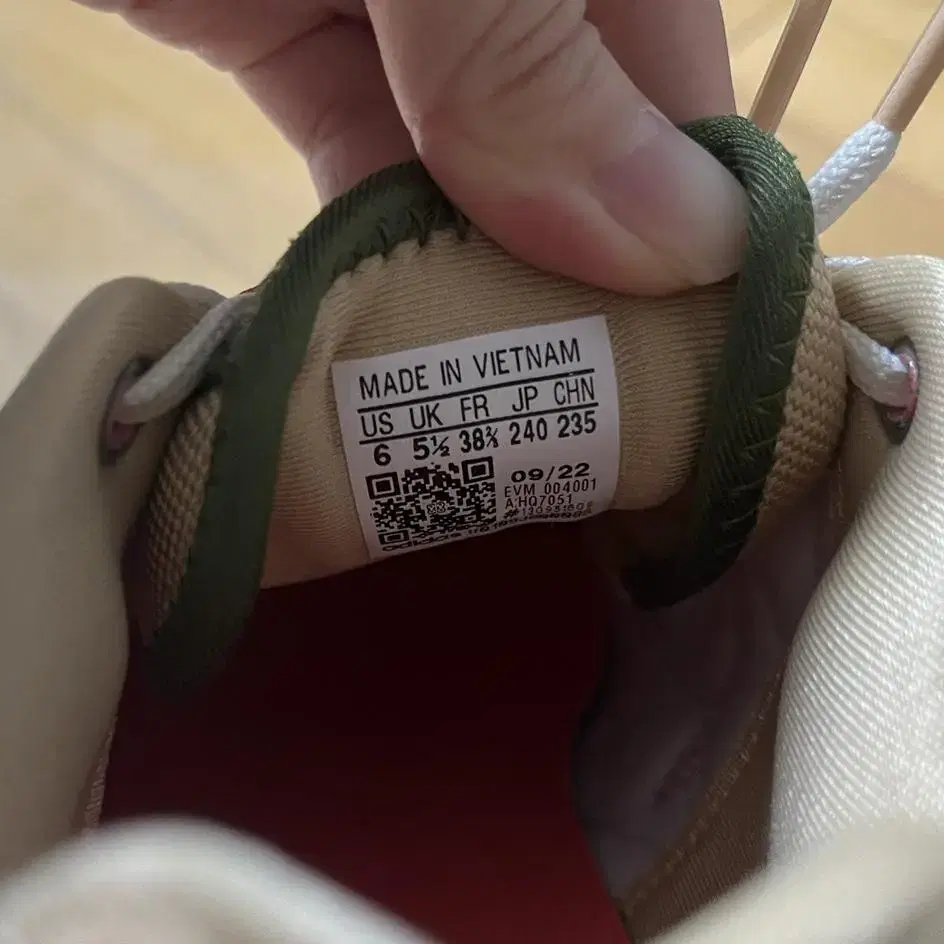 MADE IN VIETNAM
US UK FR JP CHN
6 5½ 38⅔ 240 235
09/22
EVM 004001
A:HQ7051
adidas